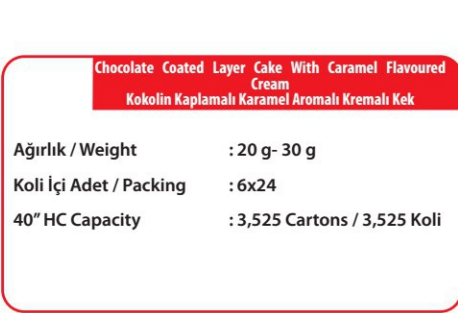 Chocolate Coated Layer Cake With Caramel Flavoured
Cream
Kokolin Kaplamalı Karamel Aromalı Kremalı Kek
Ağırlık / Weight : 20 g- 30 g
Koli İçi Adet / Packing : 6x24
40” HC Capacity : 3,525 Cartons / 3,525 Koli